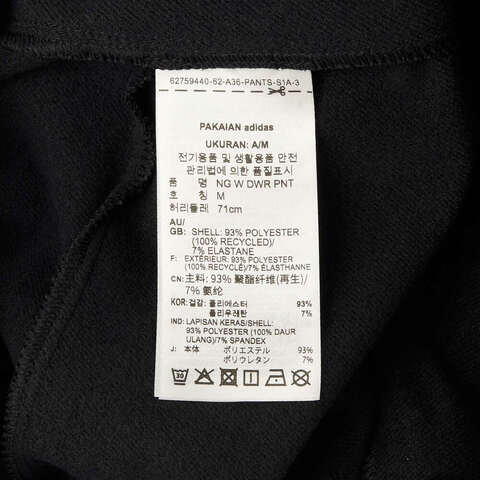 62759440-62-A36-PANTS-S1A-3
PAKAIAN adidas
UKURAN: A/M
전기용품 및 생활용품 안전
관리법에 의한 품질표시
품 명 NG W DWR PNT
호 칭 M
허리둘레 71cm
AU/
GB: SHELL: 93% POLYESTER
(100% RECYCLED)/
7% ELASTANE
F: EXTÉRIEUR: 93% POLYESTER
(100% RECYCLÉ)/7% ÉLASTHANNE
CN: 主料: 93% 聚酯纤维(再生)/
7% 氨纶
KOR: 겉감: 폴리에스터 93%
폴리우레탄 7%
IND: LAPISAN KERAS/SHELL:
93% POLYESTER (100% DAUR
ULANG)/7% SPANDEX
J: 本体 ポリエステル 93%
ポリウレタン 7%
30